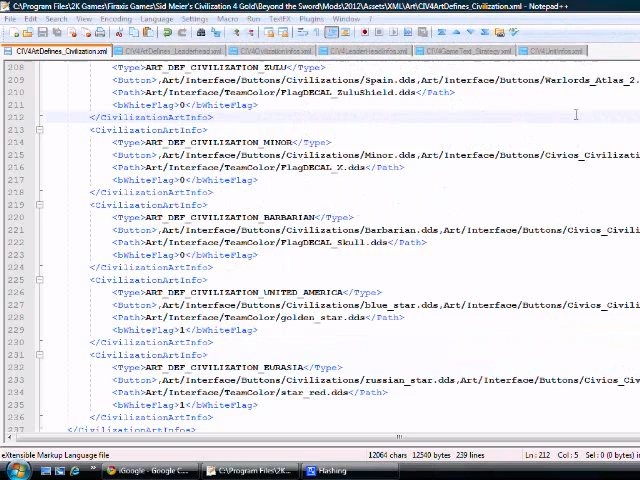 C:\Program Files\2K Games\Firaxis Games\Sid Meier's Civilization 4 Gold\Beyond the Sword\Mods\2012\Assets\XML\Art\CIV4ArtDefines_Civilization.xml - Notepad++
File Edit Search View Encoding Language Settings Macro Run TextFX Plugins Window ?
CIV4ArtDefines_Civilization.xml CIV4ArtDefines_Leaderhead.xml CIV4CivilizationInfos.xml CIV4LeaderHeadInfos.xml CIV4GameText_Strategy.xml CIV4UnitInfos.xml
208 <Type>ART_DEF_CIVILIZATION_ZULU</Type>
209 <Button>,Art/Interface/Buttons/Civilizations/Spain.dds,Art/Interface/Buttons/Warlords_Atlas_2.
210 <Path>Art/Interface/TeamColor/FlagDECAL_ZuluShield.dds</Path>
211 <bWhiteFlag>0</bWhiteFlag>
212 </CivilizationArtInfo>
213 <CivilizationArtInfo>
214 <Type>ART_DEF_CIVILIZATION_MINOR</Type>
215 <Button>,Art/Interface/Buttons/Civilizations/Minor.dds,Art/Interface/Buttons/Civics_Civilizatio
216 <Path>Art/Interface/TeamColor/FlagDECAL_X.dds</Path>
217 <bWhiteFlag>0</bWhiteFlag>
218 </CivilizationArtInfo>
219 <CivilizationArtInfo>
220 <Type>ART_DEF_CIVILIZATION_BARBARIAN</Type>
221 <Button>,Art/Interface/Buttons/Civilizations/Barbarian.dds,Art/Interface/Buttons/Civics_Civili
222 <Path>Art/Interface/TeamColor/FlagDECAL_Skull.dds</Path>
223 <bWhiteFlag>0</bWhiteFlag>
224 </CivilizationArtInfo>
225 <CivilizationArtInfo>
226 <Type>ART_DEF_CIVILIZATION_UNITED_AMERICA</Type>
227 <Button>,Art/Interface/Buttons/Civilizations/blue_star.dds,Art/Interface/Buttons/Civics_Civili
228 <Path>Art/Interface/TeamColor/golden_star.dds</Path>
229 <bWhiteFlag>1</bWhiteFlag>
230 </CivilizationArtInfo>
231 <CivilizationArtInfo>
232 <Type>ART_DEF_CIVILIZATION_EURASIA</Type>
233 <Button>,Art/Interface/Buttons/Civilizations/russian_star.dds,Art/Interface/Buttons/Civics_Civ
234 <Path>Art/Interface/TeamColor/star_red.dds</Path>
235 <bWhiteFlag>1</bWhiteFlag>
236 </CivilizationArtInfo>
237 </CivilizationArtInfos>
eXtensible Markup Language file 12064 chars 12540 bytes 239 lines Ln : 212 Col : 5 Sel : 0 (0 bytes) in
iGoogle - Google C... C:\Program Files\2K... Flashing